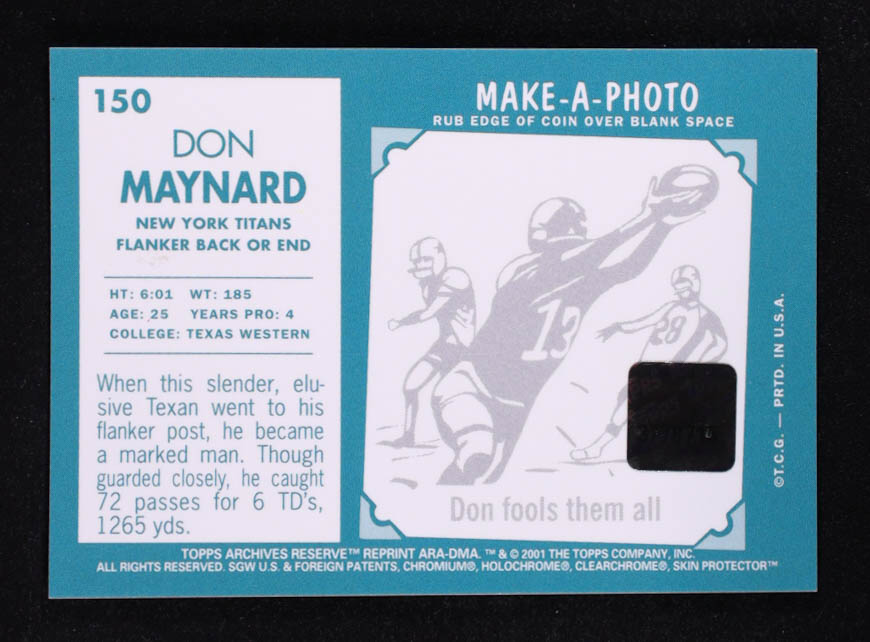 150
DON
MAYNARD
NEW YORK TITANS
FLANKER BACK OR END
HT: 6:01 WT: 185
AGE: 25 YEARS PRO: 4
COLLEGE: TEXAS WESTERN
When this slender, elu-
sive Texan went to his
flanker post, he became
a marked man. Though
guarded closely, he caught
72 passes for 6 TD's,
1265 yds.
MAKE-A-PHOTO
RUB EDGE OF COIN OVER BLANK SPACE
13
28
Don fools them all
©T.C.G. — PRTD. IN U.S.A.
TOPPS ARCHIVES RESERVE™ REPRINT ARA-DMA. ™ & © 2001 THE TOPPS COMPANY, INC.
ALL RIGHTS RESERVED. SGW U.S. & FOREIGN PATENTS, CHROMIUM®, HOLOCHROME®, CLEARCHROME®, SKIN PROTECTOR™